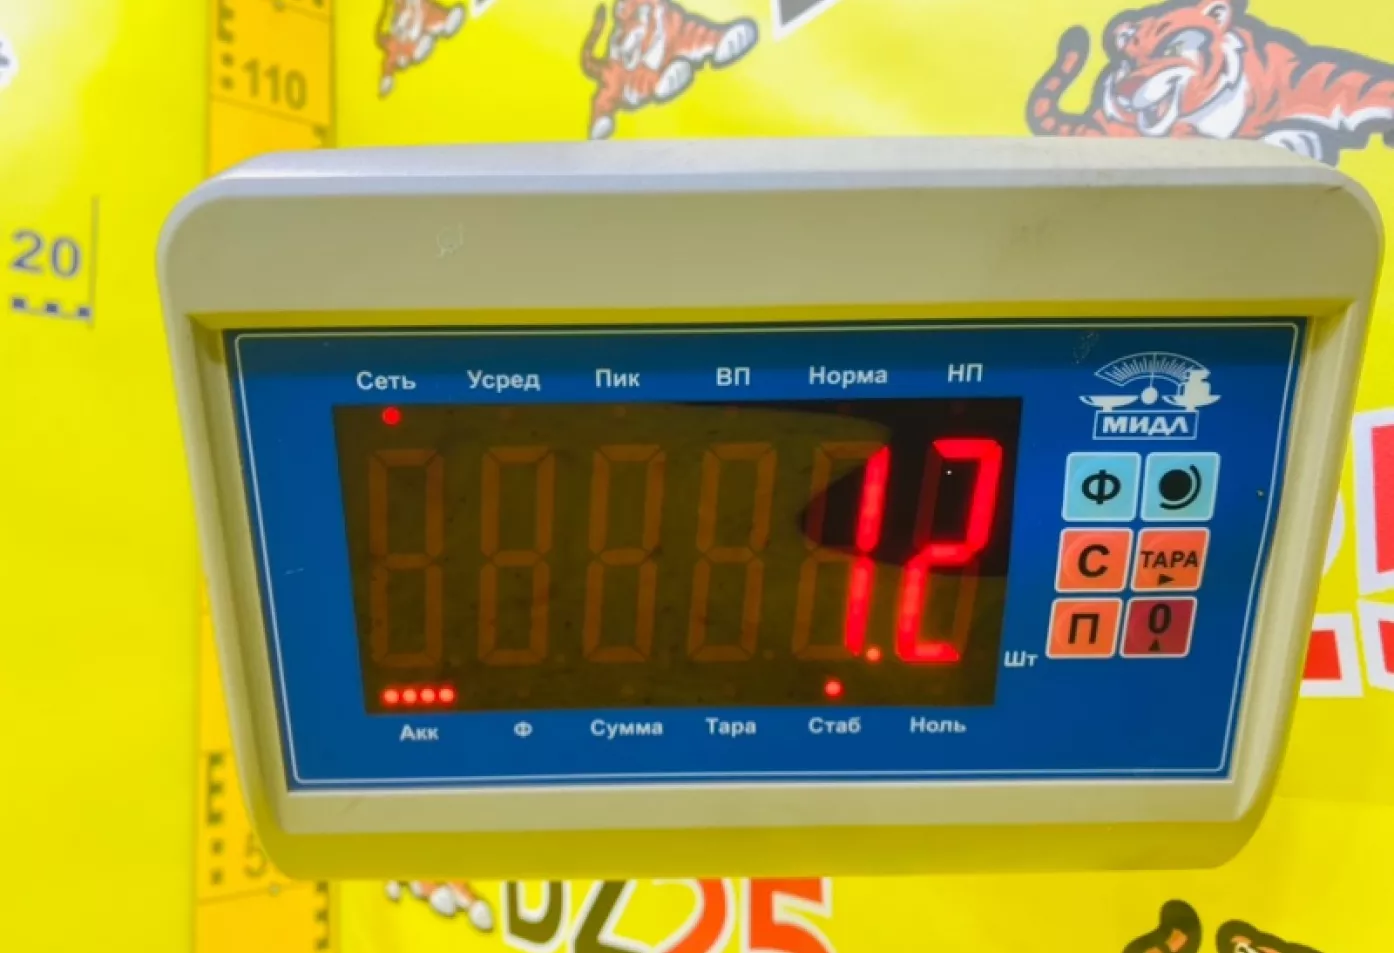 110
20
Сеть Усред Пик ВП Норма НП
МИДЛ
1.2
Ф
С ТАРА
П 0
Шт
Акк Ф Сумма Тара Стаб Ноль
5